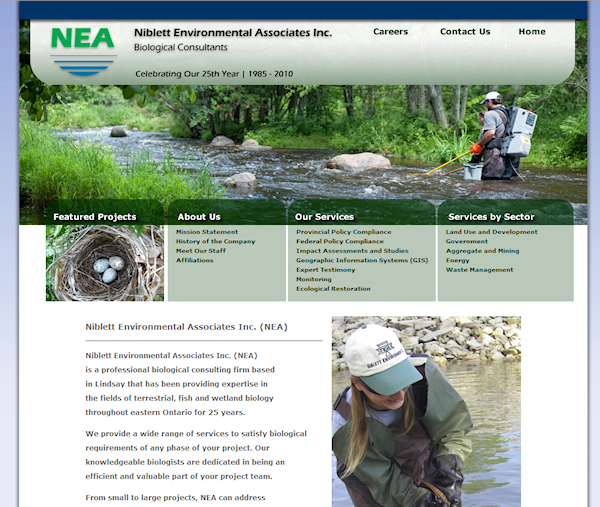 NEA
Niblett Environmental Associates Inc.
Biological Consultants
Celebrating Our 25th Year | 1985 - 2010
Careers
Contact Us
Home
Featured Projects
About Us
Mission Statement
History of the Company
Meet Our Staff
Affiliations
Our Services
Provincial Policy Compliance
Federal Policy Compliance
Impact Assessments and Studies
Geographic Information Systems (GIS)
Expert Testimony
Monitoring
Ecological Restoration
Services by Sector
Land Use and Development
Government
Aggregate and Mining
Energy
Waste Management
Niblett Environmental Associates Inc. (NEA)
Niblett Environmental Associates Inc. (NEA)
is a professional biological consulting firm based
in Lindsay that has been providing expertise in
the fields of terrestrial, fish and wetland biology
throughout eastern Ontario for 25 years.
We provide a wide range of services to satisfy biological
requirements of any phase of your project. Our
knowledgeable biologists are dedicated in being an
efficient and valuable part of your project team.
From small to large projects, NEA can address